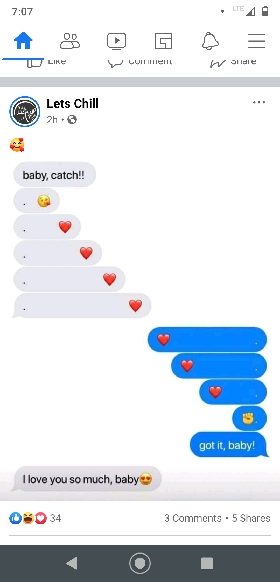 7:07
LTE
Like Comment Share
Lets Chill
2h
baby, catch!!
. 😘
. ❤️
. ❤️
. ❤️
. ❤️
❤️ .
❤️ .
❤️ .
✊ .
got it, baby!
I love you so much, baby😍
34 3 Comments • 5 Shares